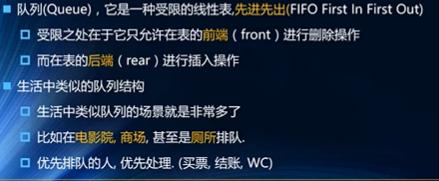 队列(Queue)，它是一种受限的线性表,先进先出(FIFO First In First Out)
受限之处在于它只允许在表的前端（front）进行删除操作
而在表的后端（rear）进行插入操作
生活中类似的队列结构
生活中类似队列的场景就是非常多了
比如在电影院, 商场, 甚至是厕所排队.
优先排队的人, 优先处理. (买票, 结账, WC)